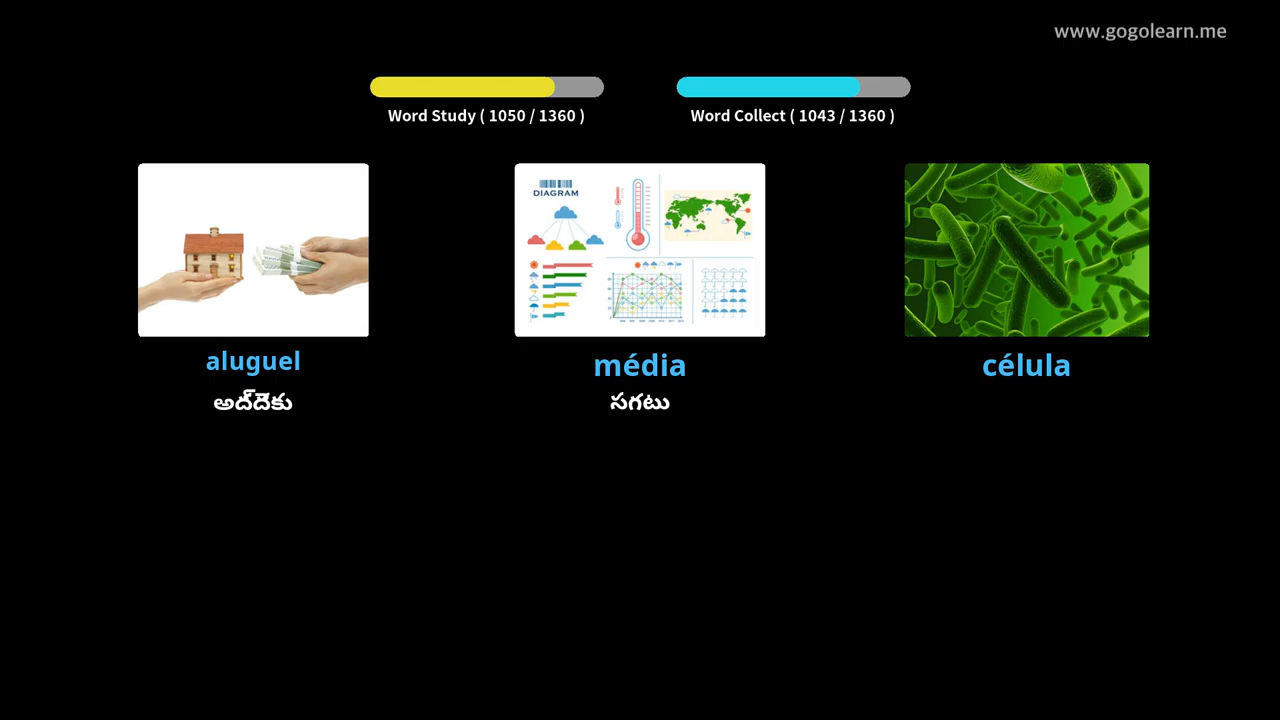 www.gogolearn.me
Word Study ( 1050 / 1360 )
Word Collect ( 1043 / 1360 )
DIAGRAM
aluguel
média
célula
అద్దెకు
సగటు